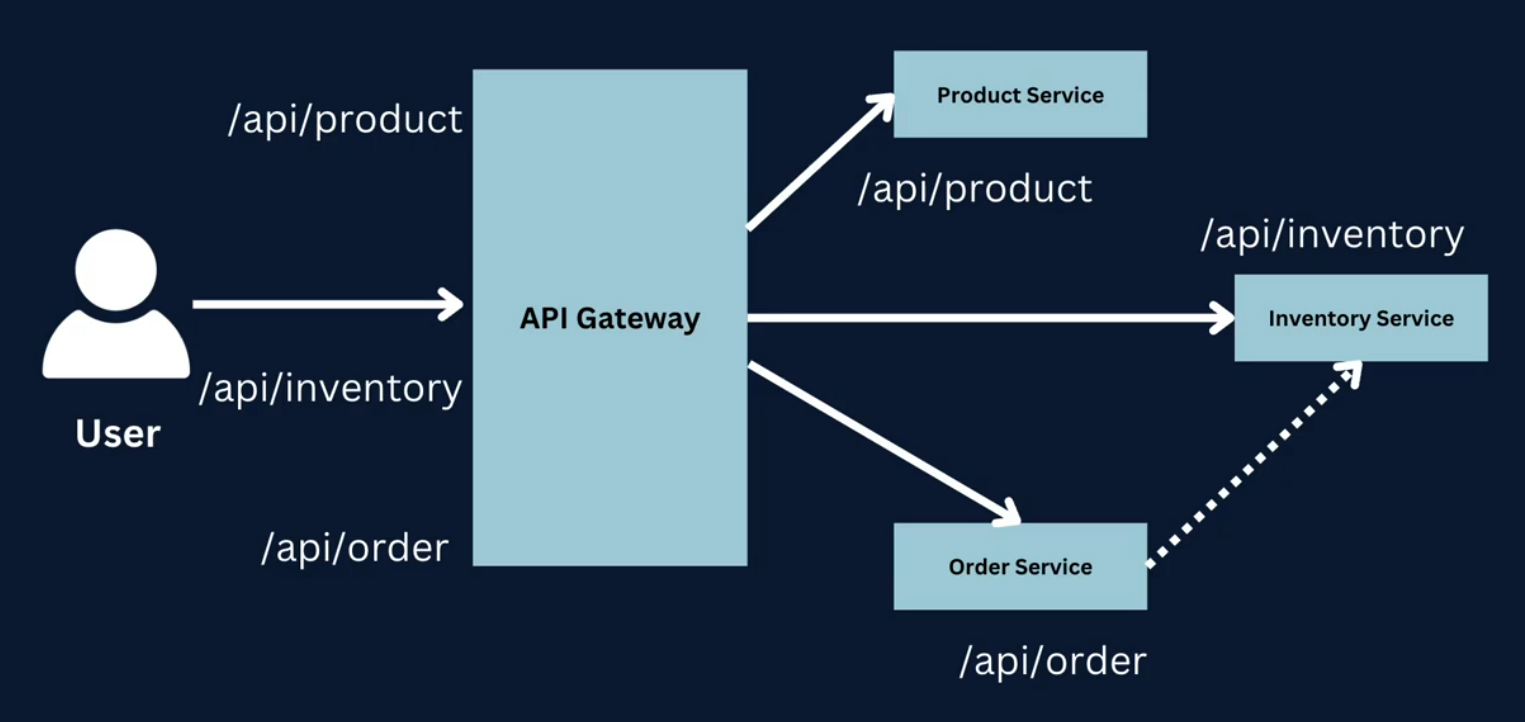 /api/product
Product Service
/api/product
/api/inventory
API Gateway
Inventory Service
/api/inventory
User
/api/order
Order Service
/api/order